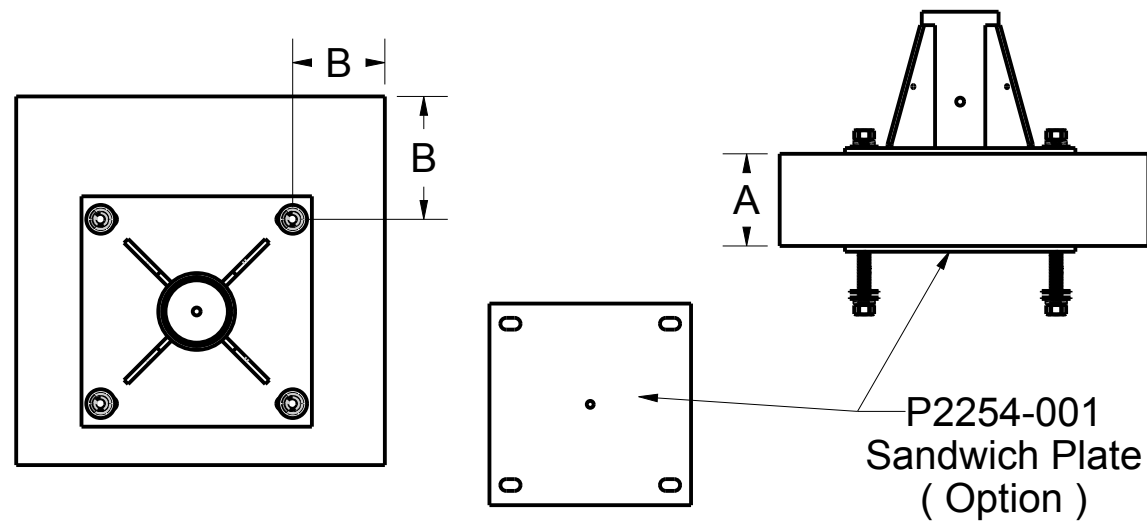 B
B
A
P2254-001
Sandwich Plate
( Option )